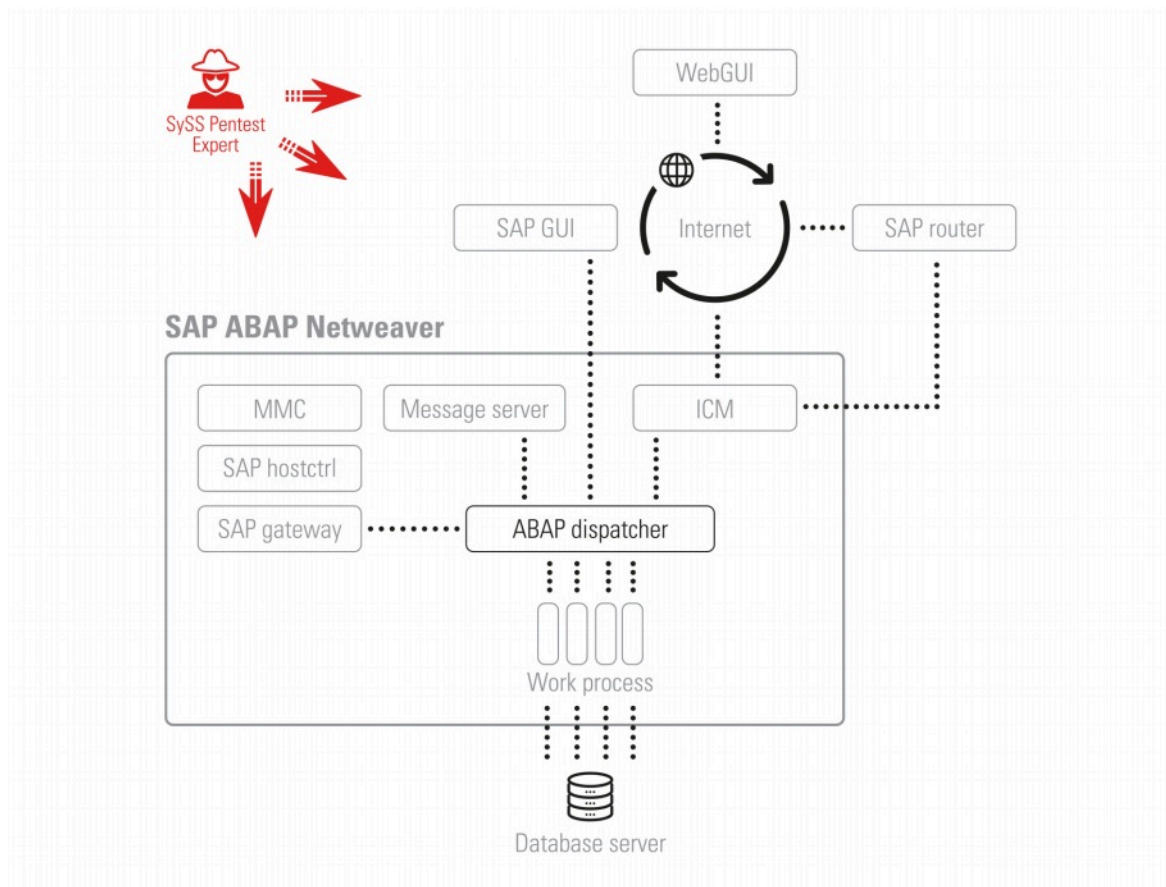 WebGUI
SySS Pentest
Expert
SAP GUI
Internet
SAP router
SAP ABAP Netweaver
MMC
Message server
ICM
SAP hostctrl
SAP gateway
ABAP dispatcher
Work process
Database server